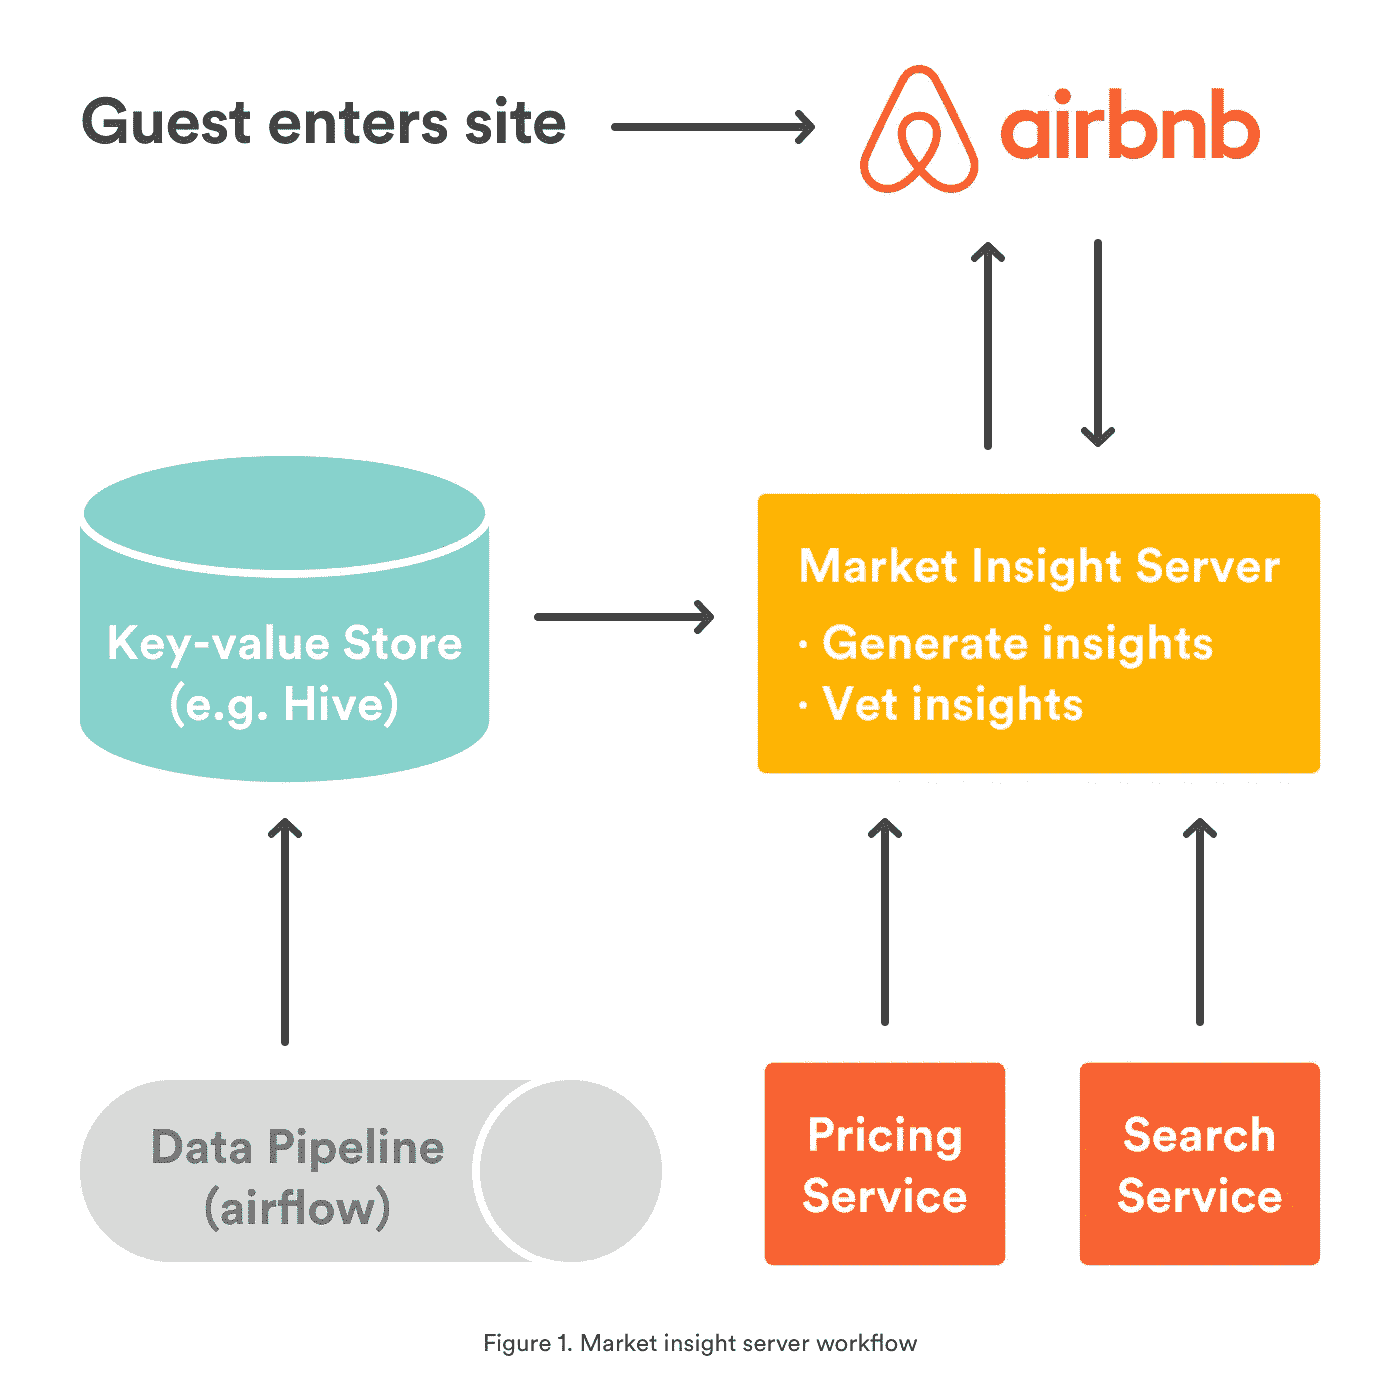 Guest enters site
airbnb
Key-value Store
(e.g. Hive)
Market Insight Server
· Generate insights
· Vet insights
Data Pipeline
(airflow)
Pricing
Service
Search
Service
Figure 1. Market insight server workflow